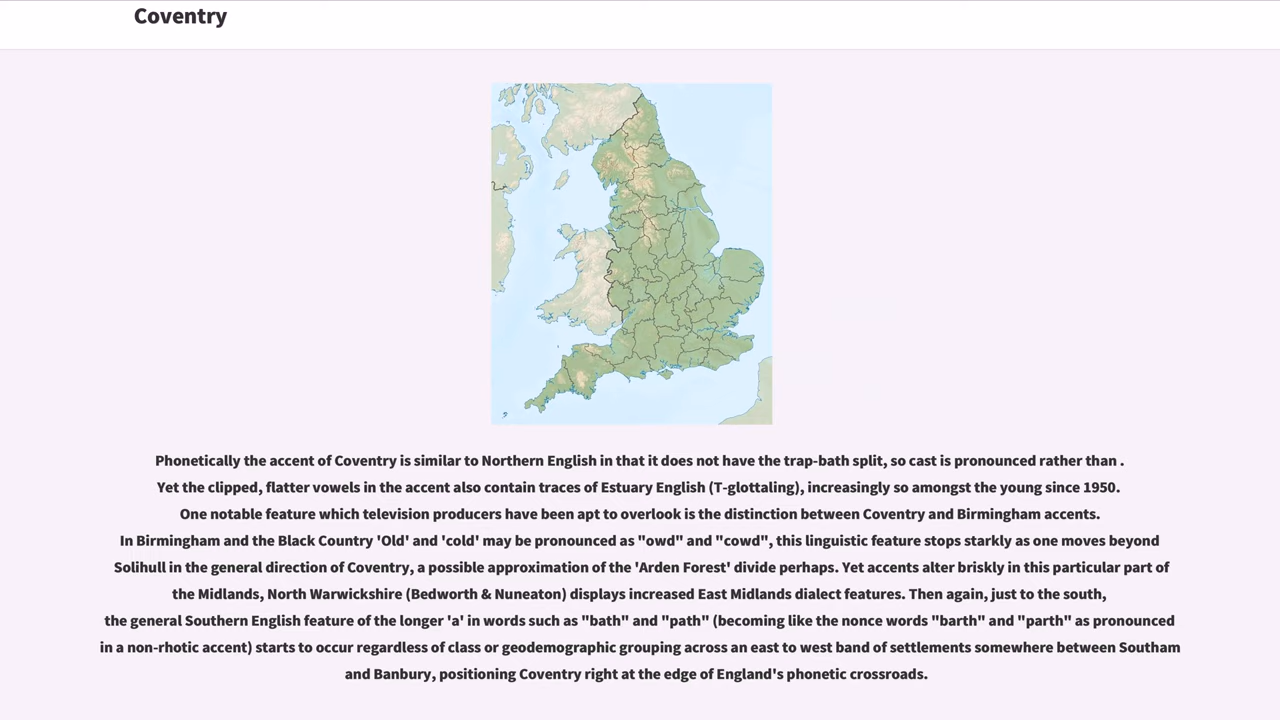 Coventry
Phonetically the accent of Coventry is similar to Northern English in that it does not have the trap-bath split, so cast is pronounced rather than .
Yet the clipped, flatter vowels in the accent also contain traces of Estuary English (T-glottaling), increasingly so amongst the young since 1950.
One notable feature which television producers have been apt to overlook is the distinction between Coventry and Birmingham accents.
In Birmingham and the Black Country 'Old' and 'cold' may be pronounced as "owd" and "cowd", this linguistic feature stops starkly as one moves beyond
Solihull in the general direction of Coventry, a possible approximation of the 'Arden Forest' divide perhaps. Yet accents alter briskly in this particular part of
the Midlands, North Warwickshire (Bedworth & Nuneaton) displays increased East Midlands dialect features. Then again, just to the south,
the general Southern English feature of the longer 'a' in words such as "bath" and "path" (becoming like the nonce words "barth" and "parth" as pronounced
in a non-rhotic accent) starts to occur regardless of class or geodemographic grouping across an east to west band of settlements somewhere between Southam
and Banbury, positioning Coventry right at the edge of England's phonetic crossroads.